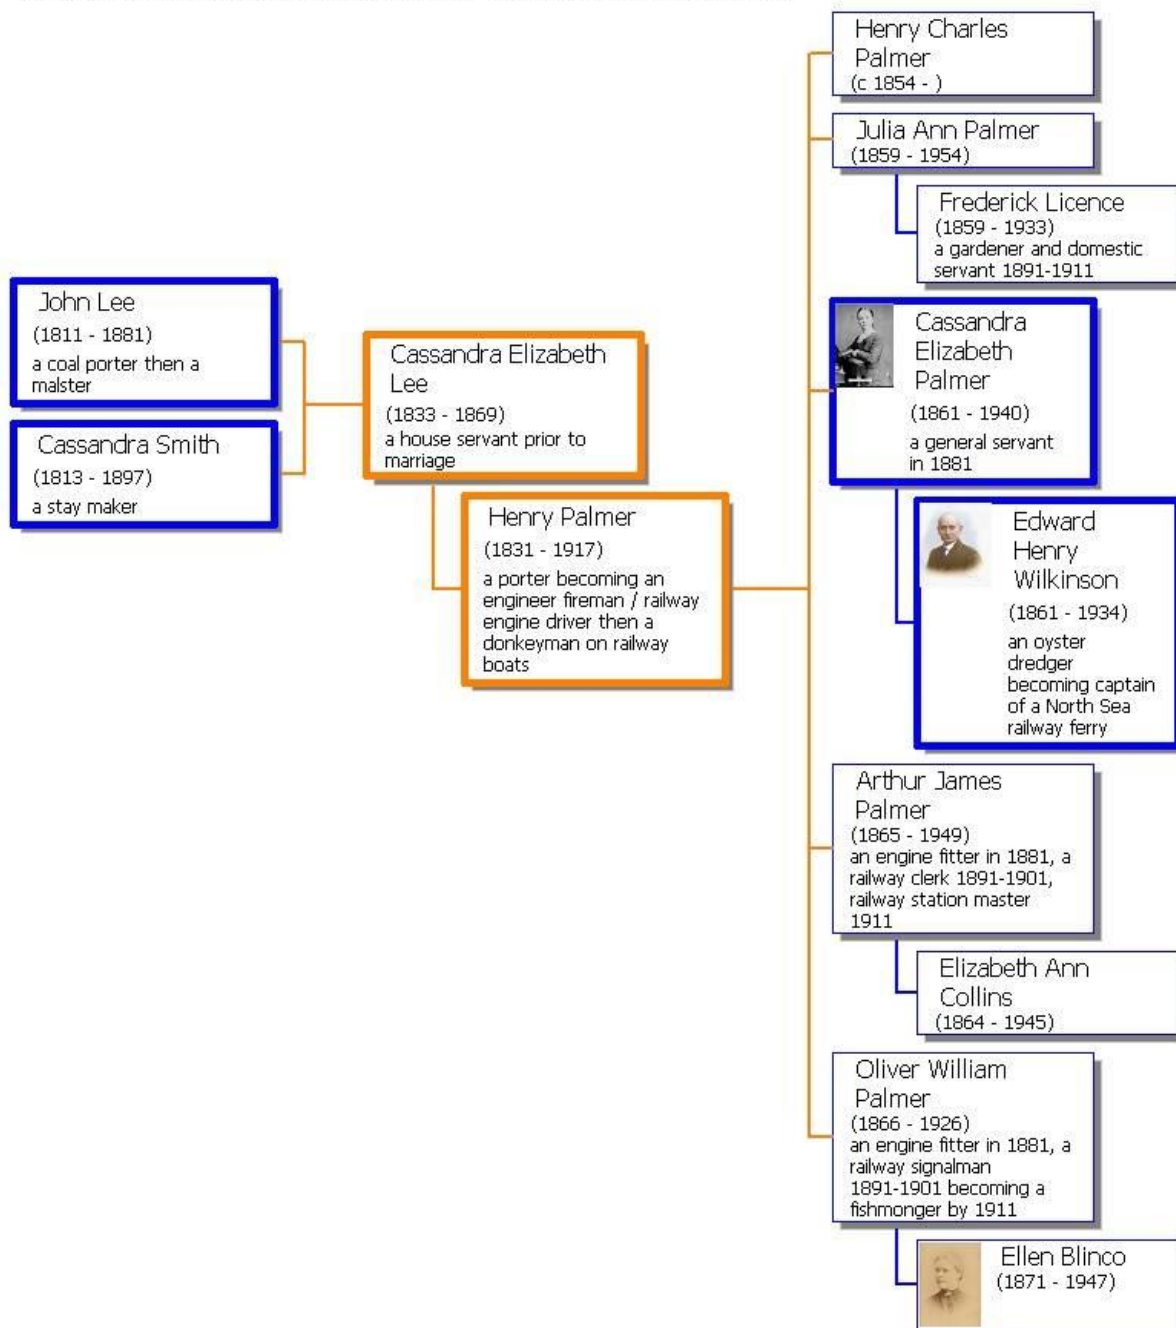 Henry Charles
Palmer
(c 1854 - )
Julia Ann Palmer
(1859 - 1954)
Frederick Licence
(1859 - 1933)
a gardener and domestic
servant 1891-1911
John Lee
(1811 - 1881)
a coal porter then a
malster
Cassandra Smith
(1813 - 1897)
a stay maker
Cassandra Elizabeth
Lee
(1833 - 1869)
a house servant prior to
marriage
Henry Palmer
(1831 - 1917)
a porter becoming an
engineer fireman / railway
engine driver then a
donkeyman on railway
boats
Cassandra
Elizabeth
Palmer
(1861 - 1940)
a general servant
in 1881
Edward
Henry
Wilkinson
(1861 - 1934)
an oyster
dredger
becoming captain
of a North Sea
railway ferry
Arthur James
Palmer
(1865 - 1949)
an engine fitter in 1881, a
railway clerk 1891-1901,
railway station master
1911
Elizabeth Ann
Collins
(1864 - 1945)
Oliver William
Palmer
(1866 - 1926)
an engine fitter in 1881, a
railway signalman
1891-1901 becoming a
fishmonger by 1911
Ellen Blinco
(1871 - 1947)